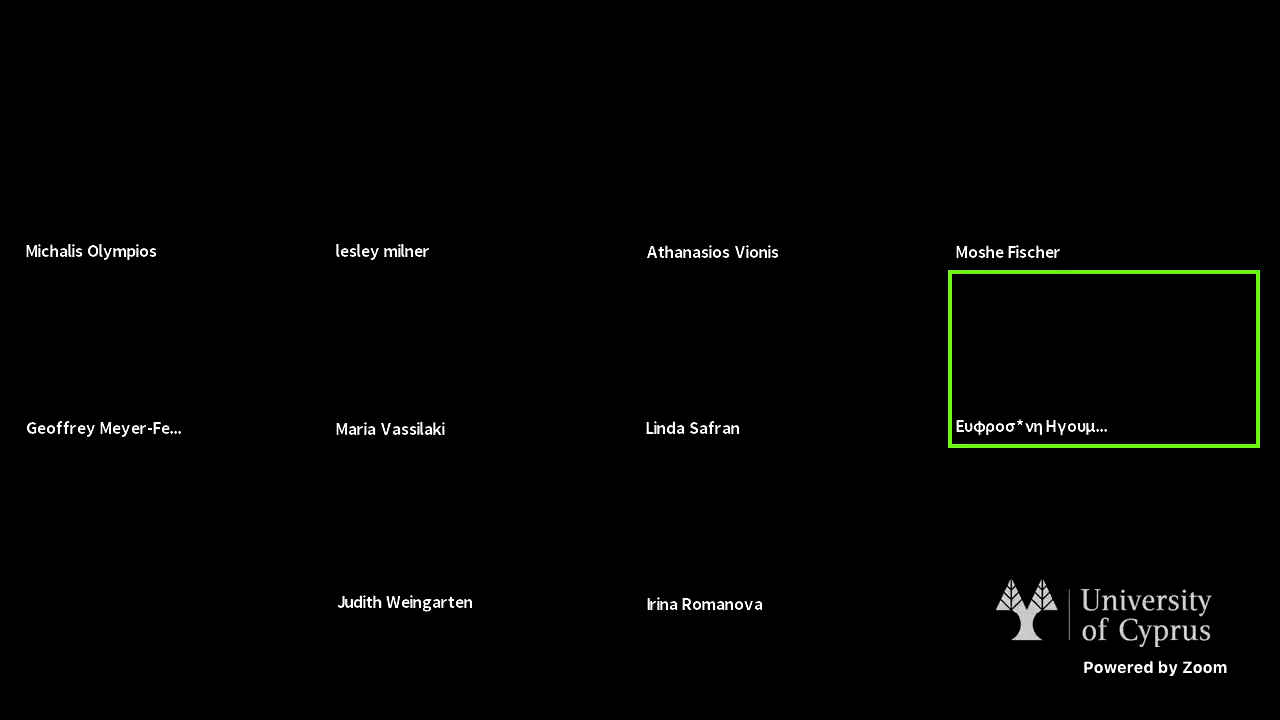 Michalis Olympios
lesley milner
Athanasios Vionis
Moshe Fischer
Geoffrey Meyer-Fe...
Maria Vassilaki
Linda Safran
Ευφροσ*νη Ηγουμ...
Judith Weingarten
Irina Romanova
University
of Cyprus
Powered by Zoom